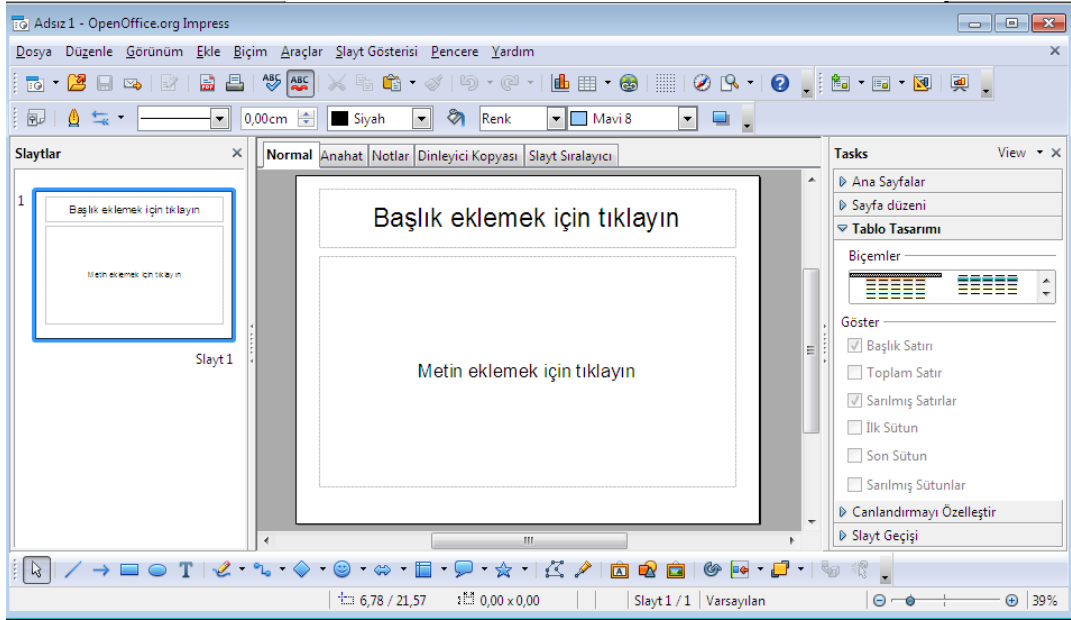 Adsız 1 - OpenOffice.org Impress
Dosya Düzenle Görünüm Ekle Biçim Araçlar Slayt Gösterisi Pencere Yardım
ABC ABC
0,00cm Siyah Renk Mavi 8
Slaytlar
Normal Anahat Notlar Dinleyici Kopyası Slayt Sıralayıcı
Tasks View
1
Başlık eklemek için tıklayın
Metin eklemek için tıklayın
Slayt 1
Başlık eklemek için tıklayın
Metin eklemek için tıklayın
Ana Sayfalar
Sayfa düzeni
Tablo Tasarımı
Biçemler
Göster
Başlık Satırı
Toplam Satır
Sarılmış Satırlar
İlk Sütun
Son Sütun
Sarılmış Sütunlar
Canlandırmayı Özelleştir
Slayt Geçişi
T
6,78 / 21,57 0,00 x 0,00 Slayt 1 / 1 Varsayılan 39%